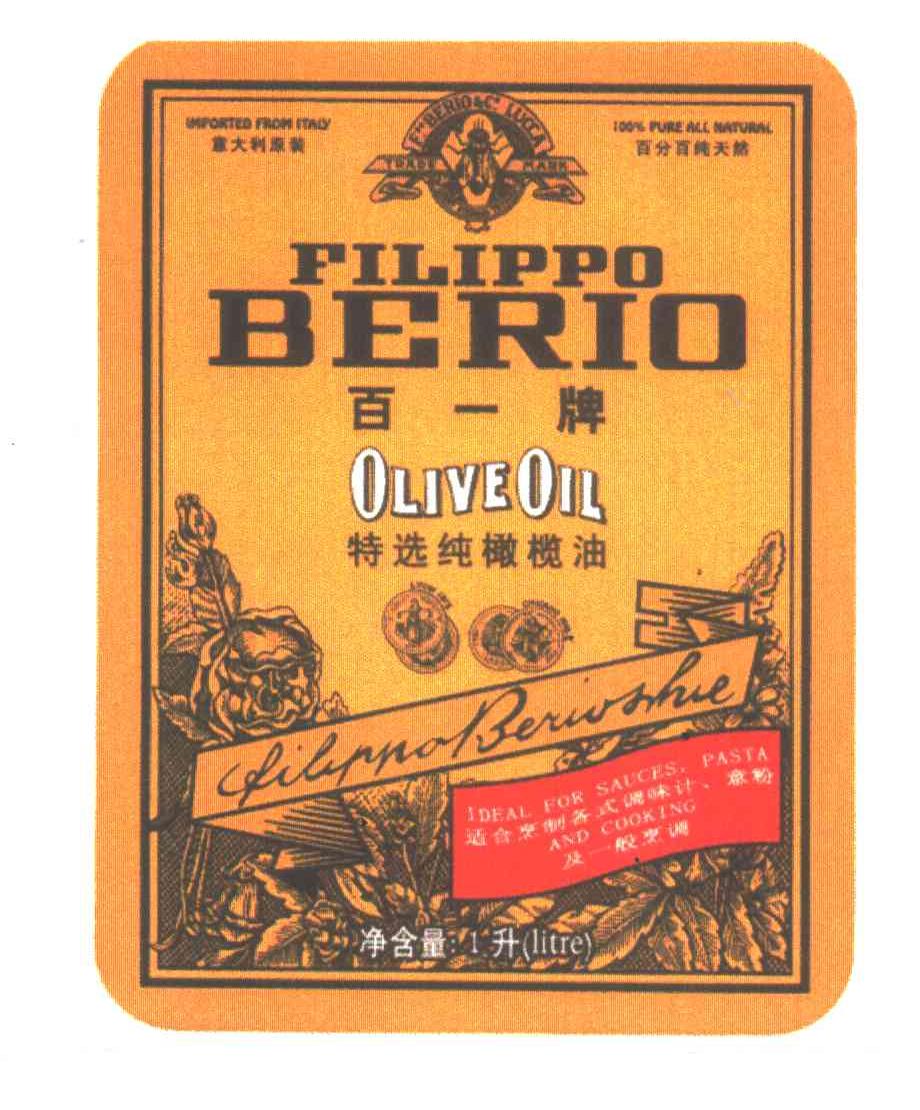 IMPORTED FROM ITALY
意大利原装
100% PURE ALL NATURAL
百分百纯天然
Fpo BERIO & Co. LUCCA
TRADE MARK
FILIPPO
BERIO
百一牌
OLIVE OIL
特选纯橄榄油
Filippo Berio
IDEAL FOR SAUCES, PASTA
适合烹制各式调味汁、意粉
AND COOKING
及一般烹调
净含量: 1 升(litre)